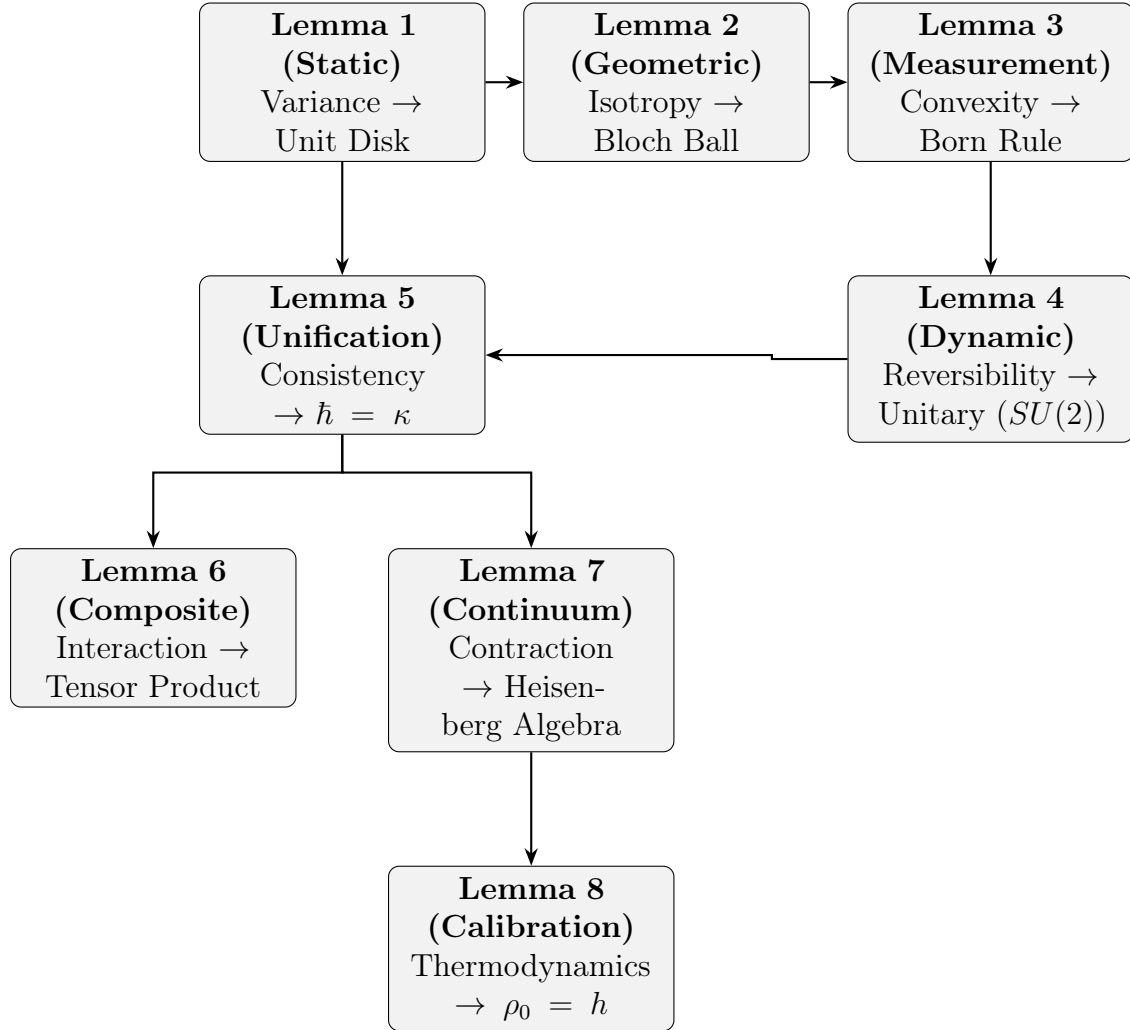 Lemma 1
(Static)
Variance →
Unit Disk
Lemma 2
(Geometric)
Isotropy →
Bloch Ball
Lemma 3
(Measurement)
Convexity →
Born Rule
Lemma 5
(Unification)
Consistency
→ ℏ = κ
Lemma 4
(Dynamic)
Reversibility →
Unitary (SU(2))
Lemma 6
(Composite)
Interaction →
Tensor Product
Lemma 7
(Continuum)
Contraction
→ Heisen-
berg Algebra
Lemma 8
(Calibration)
Thermodynamics
→ ρ₀ = h